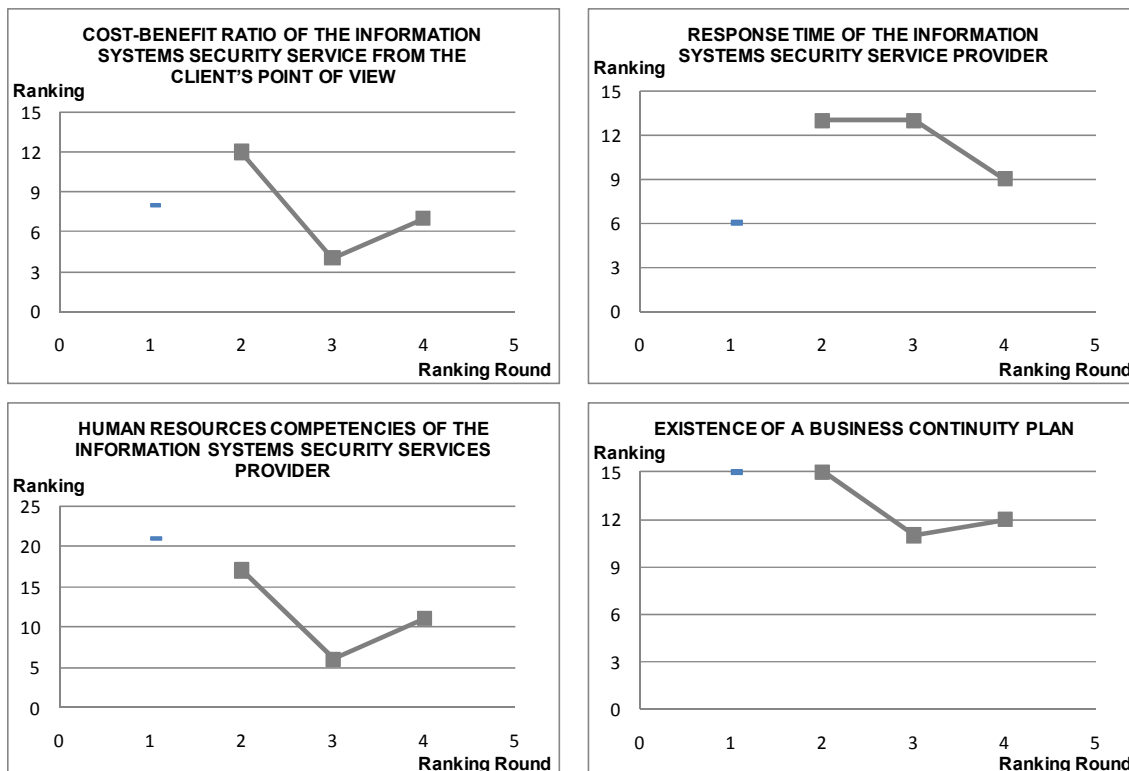 COST-BENEFIT RATIO OF THE INFORMATION
SYSTEMS SECURITY SERVICE FROM THE
CLIENT'S POINT OF VIEW
Ranking
15
12
9
6
3
0
0 1 2 3 4 5
Ranking Round
RESPONSE TIME OF THE INFORMATION
SYSTEMS SECURITY SERVICE PROVIDER
Ranking
15
12
9
6
3
0
0 1 2 3 4 5
Ranking Round
HUMAN RESOURCES COMPETENCIES OF THE
INFORMATION SYSTEMS SECURITY SERVICES
PROVIDER
Ranking
25
20
15
10
5
0
0 1 2 3 4 5
Ranking Round
EXISTENCE OF A BUSINESS CONTINUITY PLAN
Ranking
15
12
9
6
3
0
0 1 2 3 4 5
Ranking Round